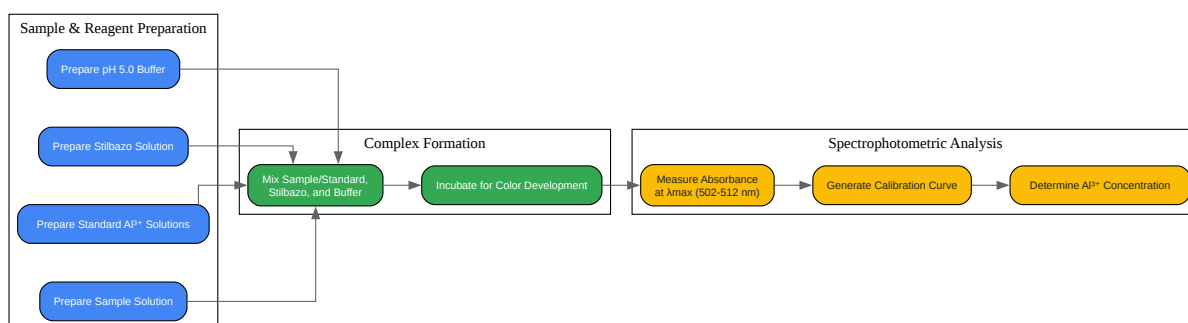 Sample & Reagent Preparation
Prepare pH 5.0 Buffer
Prepare Stilbazo Solution
Prepare Standard Al³⁺ Solutions
Prepare Sample Solution
Complex Formation
Mix Sample/Standard,
Stilbazo, and Buffer
Incubate for Color Development
Spectrophotometric Analysis
Measure Absorbance
at λmax (502-512 nm)
Generate Calibration Curve
Determine Al³⁺ Concentration